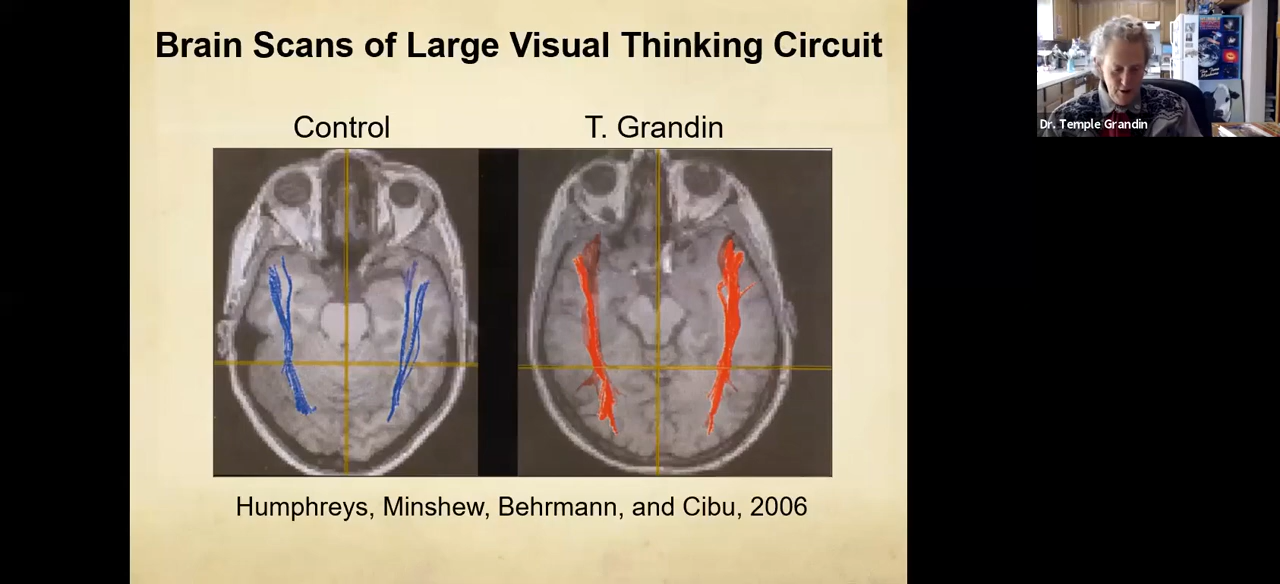 Brain Scans of Large Visual Thinking Circuit
Control
T. Grandin
Humphreys, Minshew, Behrmann, and Cibu, 2006
Dr. Temple Grandin